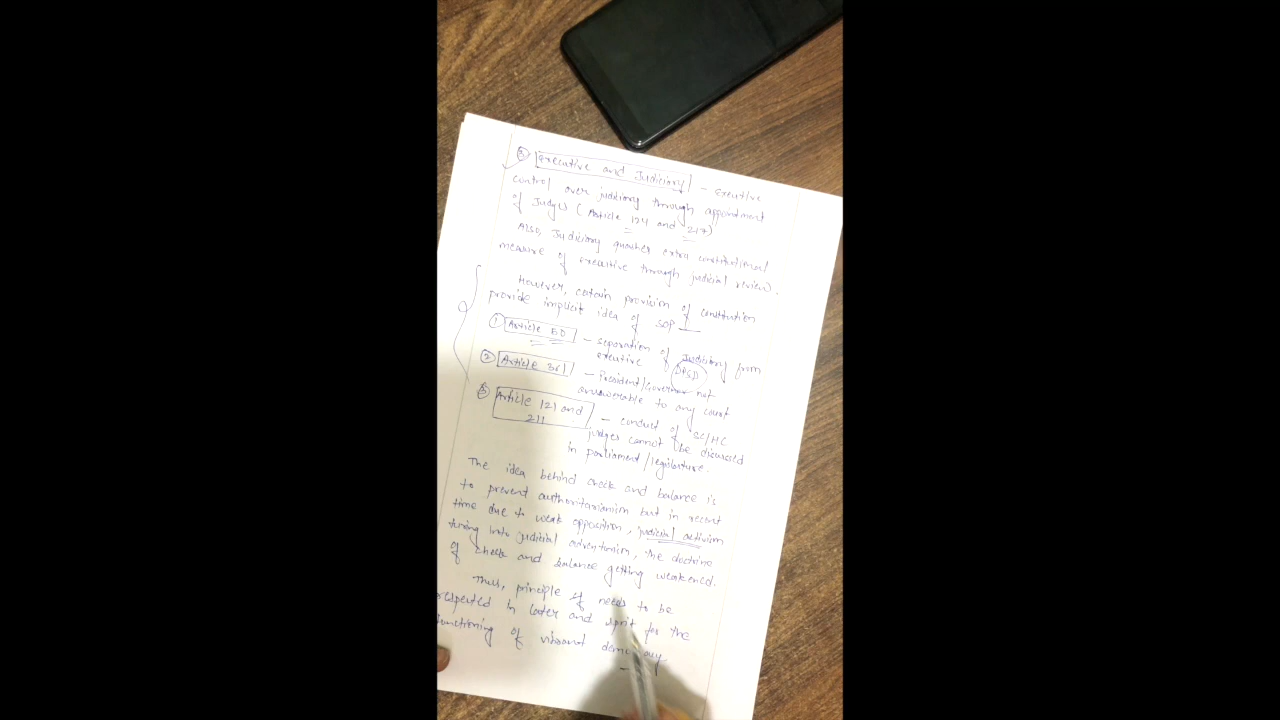 ③ Executive and Judiciary - Executive
control over judiciary through appointment
of Judges (Article 124 and 217)
Also, Judiciary quashes extra constitutional
measure of executive through judicial review.
However, certain provision of constitution
provide implicit idea of SOP
① Article 50 - separation of Judiciary from
executive DPSP
② Article 361 - President/Governor not
answerable to any court
③ Article 121 and
211 - conduct of SC/HC
judges cannot be discussed
in parliament/legislature.
The idea behind check and balance is
to prevent authoritarianism but in recent
time due to weak opposition, judicial activism
turing into judicial adventurism, the doctrine
of check and balance getting weakened.
Thus, principle of needs to be
respected in later and spirit for the
functioning of vibrant